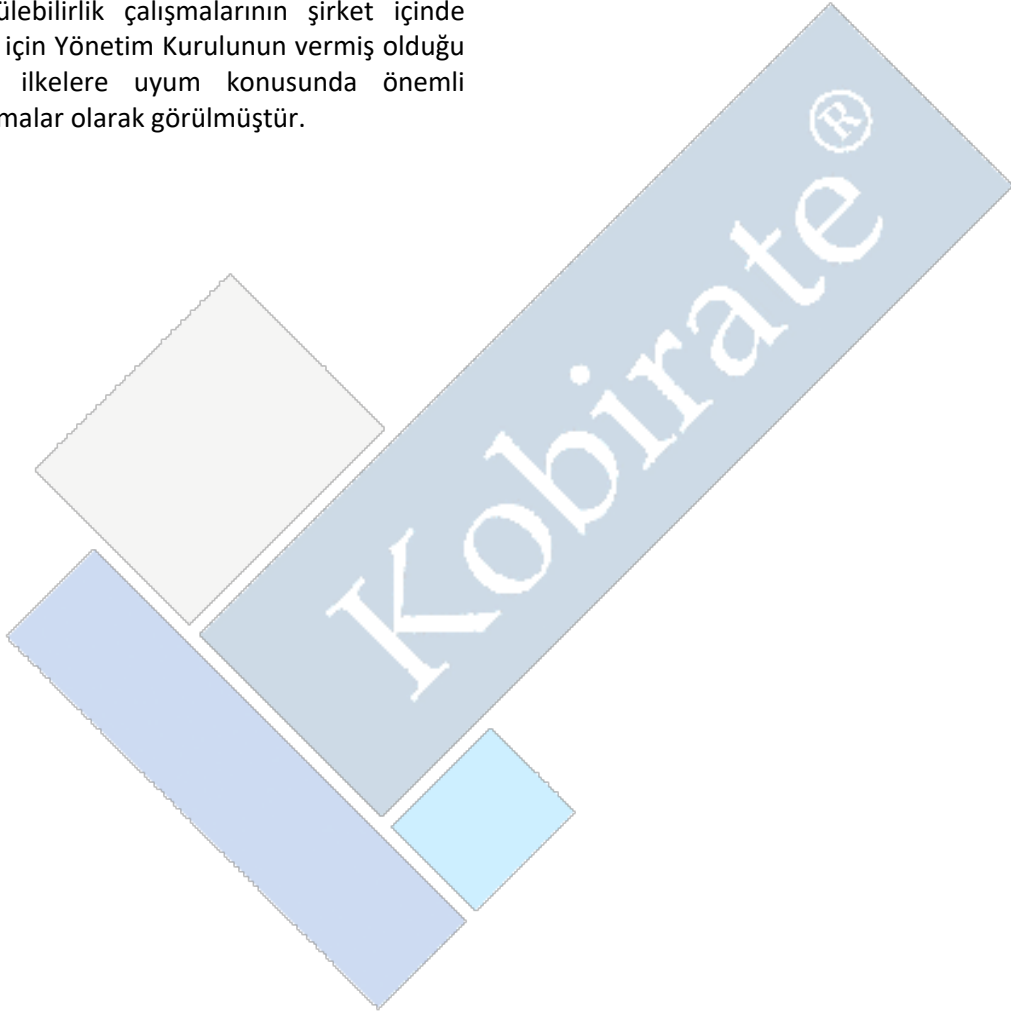 ülebilirlik çalışmalarının şirket içinde
için Yönetim Kurulunun vermiş olduğu
ilkelere uyum konusunda önemli
malar olarak görülmüştür.
Kobirate®